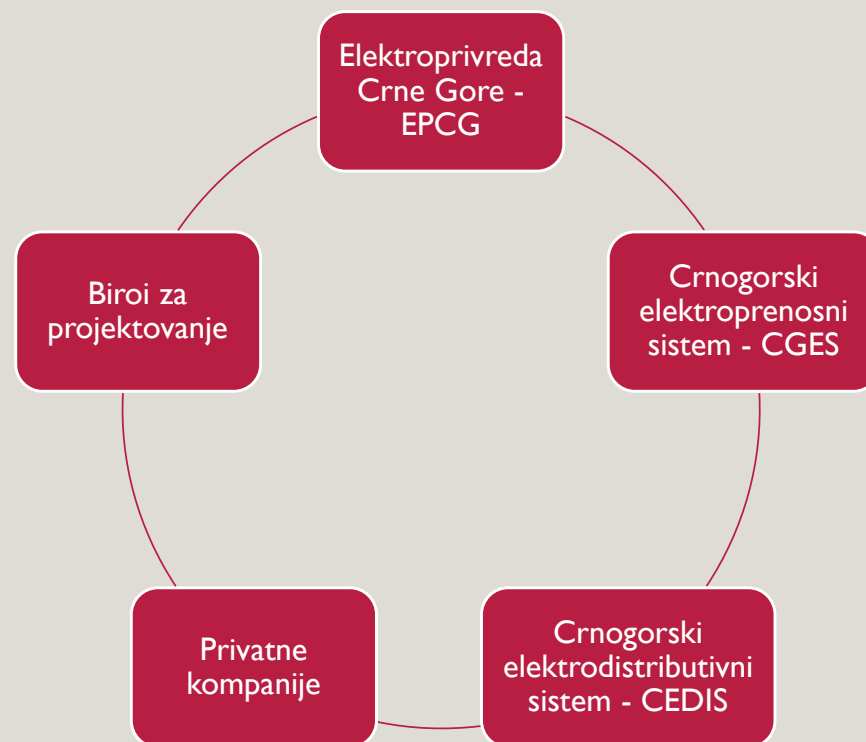 Elektroprivreda
Crne Gore -
EPCG
Crnogorski
elektroprenosni
sistem - CGES
Crnogorski
elektrodistributivni
sistem - CEDIS
Privatne
kompanije
Biroi za
projektovanje